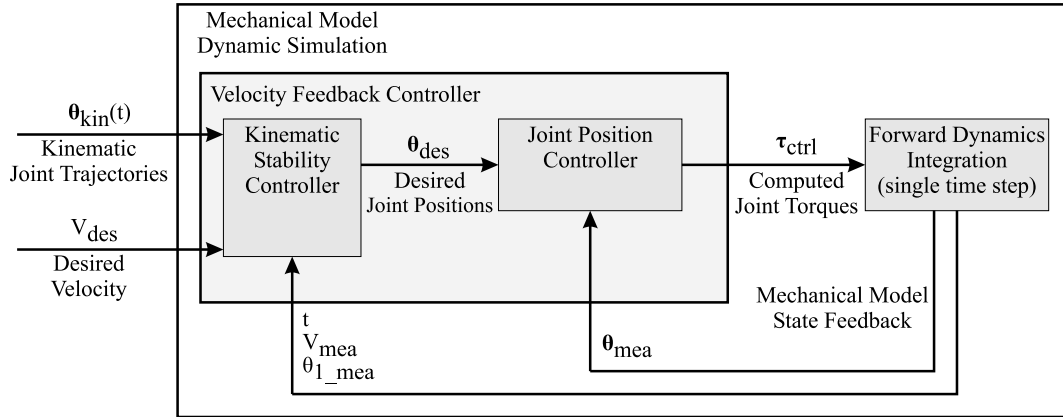 Mechanical Model
Dynamic Simulation
Velocity Feedback Controller
θkin(t)
Kinematic
Joint Trajectories
Vdes
Desired
Velocity
Kinematic
Stability
Controller
θdes
Desired
Joint Positions
Joint Position
Controller
τctrl
Computed
Joint Torques
Forward Dynamics
Integration
(single time step)
Mechanical Model
State Feedback
t
Vmea
θ1_mea
θmea